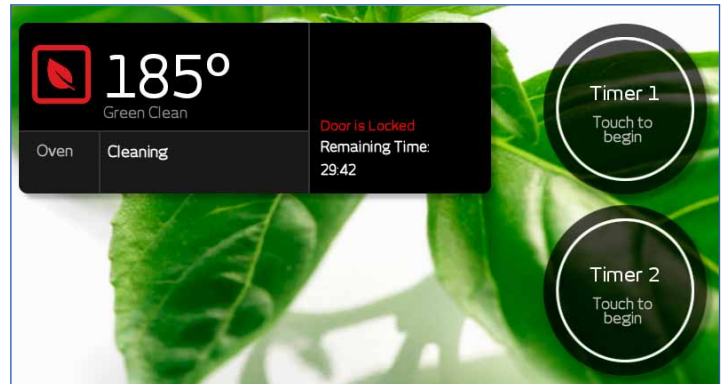 185°
Green Clean
Oven
Cleaning
Door is Locked
Remaining Time:
29:42
Timer 1
Touch to
begin
Timer 2
Touch to
begin